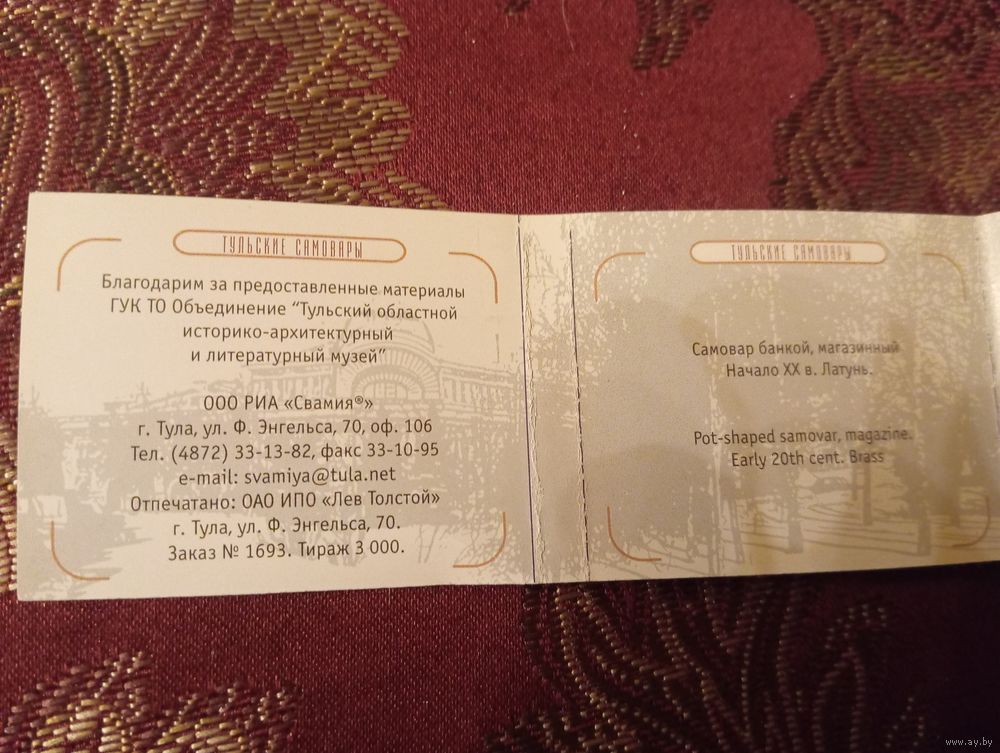 ТУЛЬСКИЕ САМОВАРЫ
Благодарим за предоставленные материалы
ГУК ТО Объединение “Тульский областной
историко-архитектурный
и литературный музей”
ООО РИА «Свамия®»
г. Тула, ул. Ф. Энгельса, 70, оф. 106
Тел. (4872) 33-13-82, факс 33-10-95
e-mail: svamiya@tula.net
Отпечатано: ОАО ИПО «Лев Толстой»
г. Тула, ул. Ф. Энгельса, 70.
Заказ № 1693. Тираж 3 000.
ТУЛЬСКИЕ САМОВАРЫ
Самовар банкой, магазинный
Начало XX в. Латунь.
Pot-shaped samovar, magazine.
Early 20th cent. Brass
www.ay.by